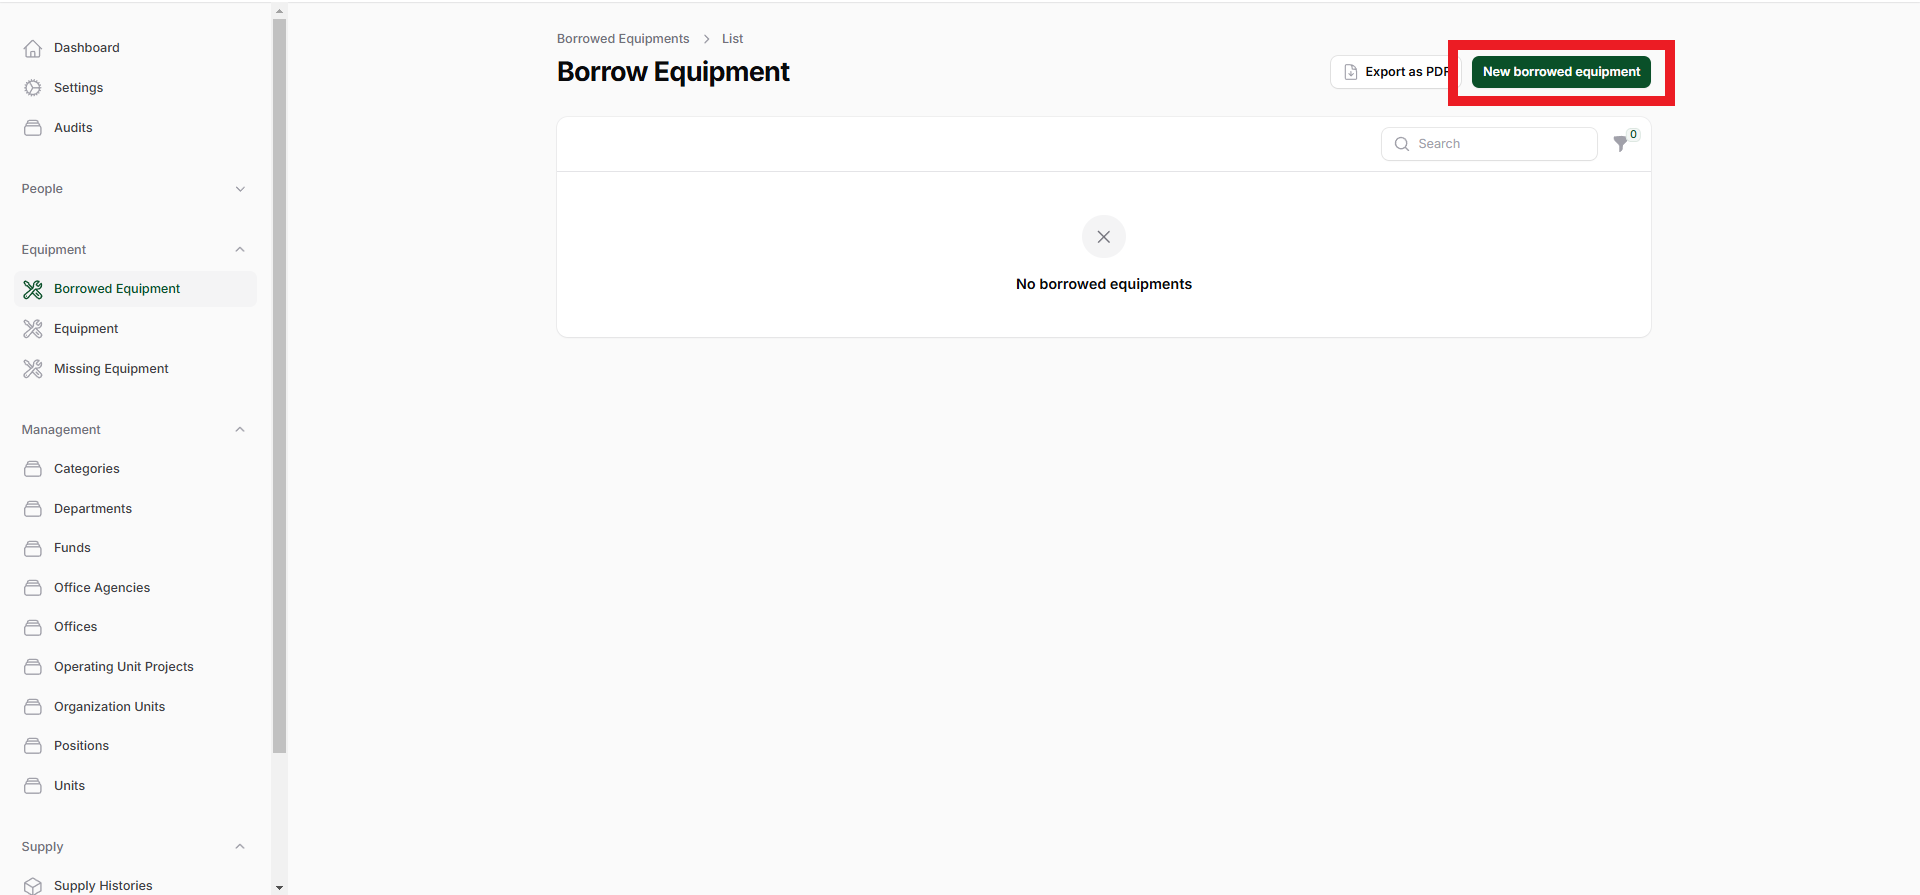 Dashboard
Settings
Audits
People
Equipment
Borrowed Equipment
Equipment
Missing Equipment
Management
Categories
Departments
Funds
Office Agencies
Offices
Operating Unit Projects
Organization Units
Positions
Units
Supply
Supply Histories
Borrowed Equipments > List
Borrow Equipment
Export as PDF
New borrowed equipment
Search
0
No borrowed equipments